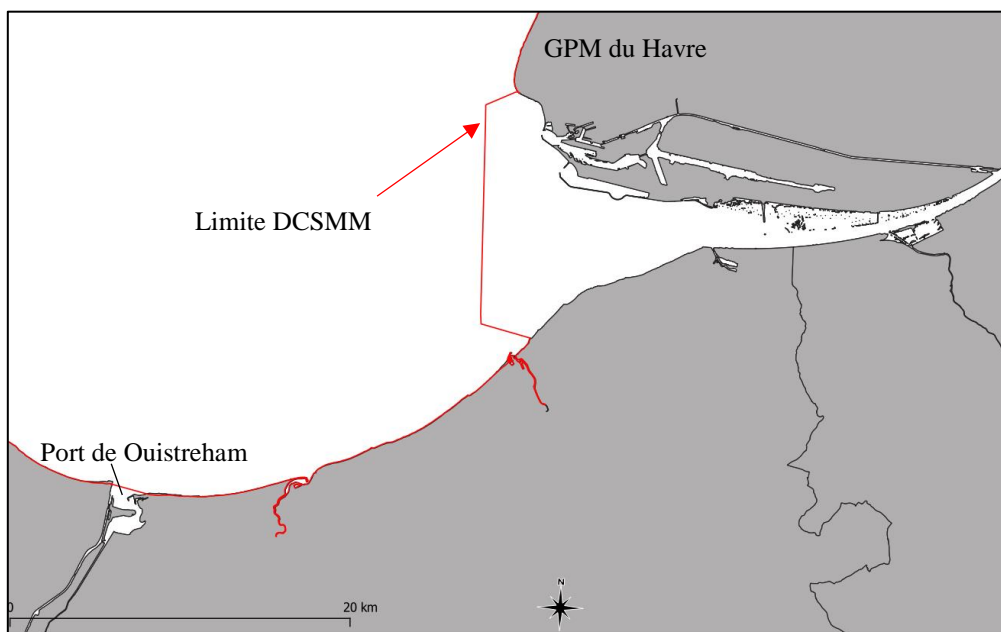 GPM du Havre
Limite DCSMM
Port de Ouistreham
0
20 km
N